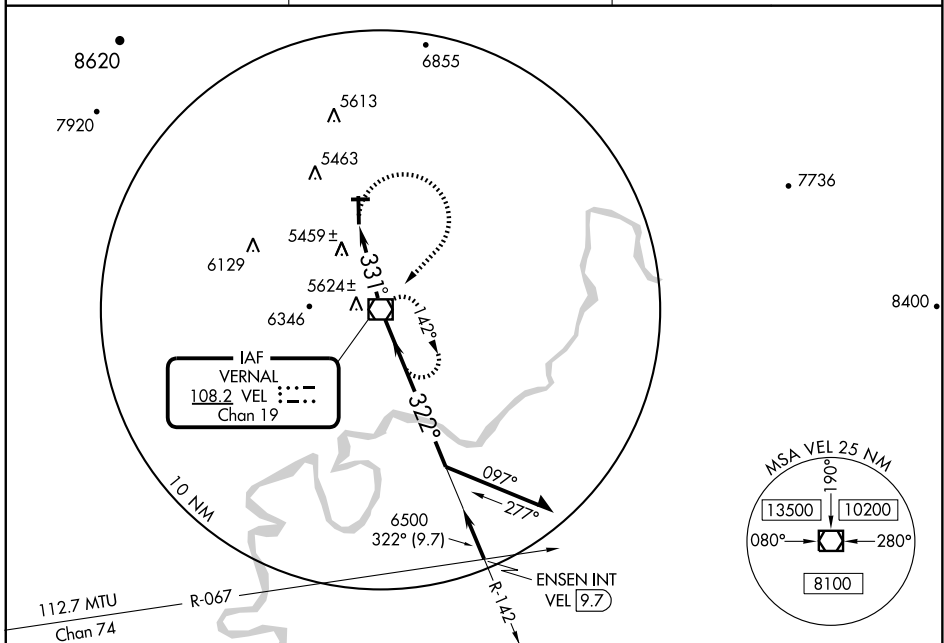 8620
6855
7920
5613
5463
7736
5459±
6129
331°
5624±
6346
142°
8400
IAF
VERNAL
108.2 VEL
Chan 19
322°
097°
277°
10 NM
6500
322° (9.7)
ENSEN INT
VEL 9.7
R-142
112.7 MTU
R-067
Chan 74
MSA VEL 25 NM
190°
13500
10200
080°
280°
8100